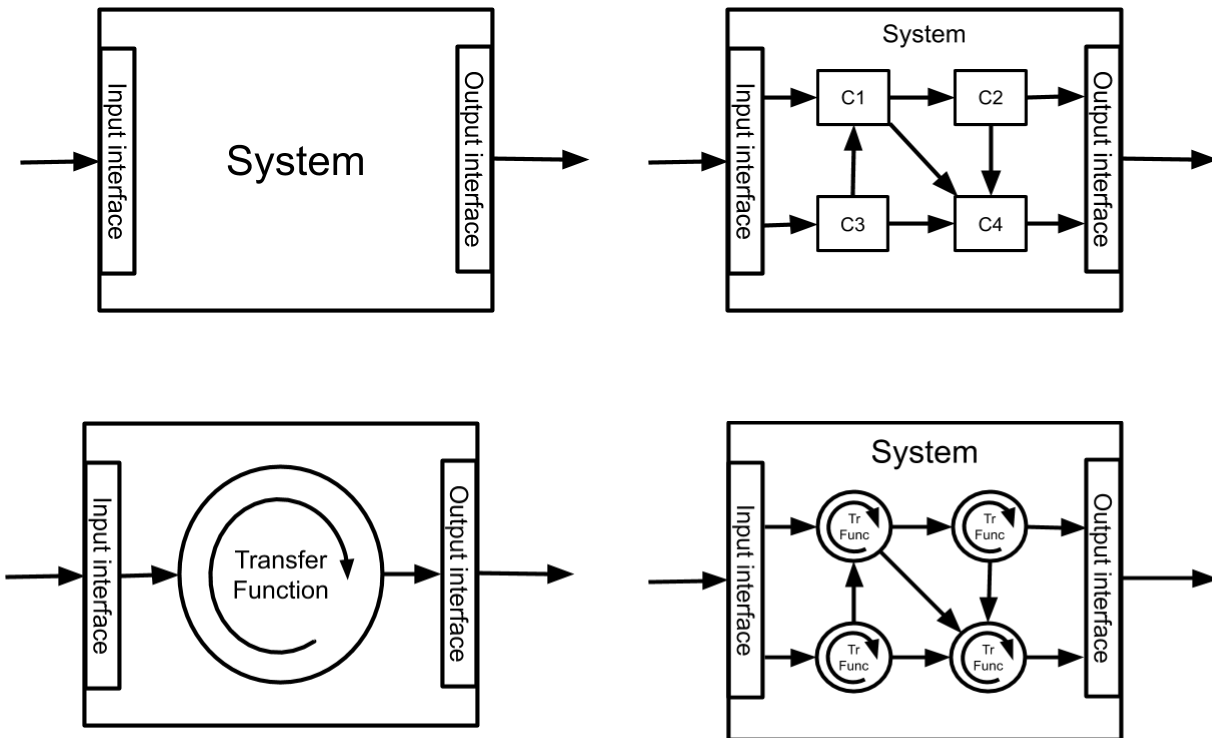 Input interface
System
Output interface
System
Input interface
C1
C2
C3
C4
Output interface
Input interface
Transfer
Function
Output interface
System
Input interface
Tr
Func
Tr
Func
Tr
Func
Tr
Func
Output interface